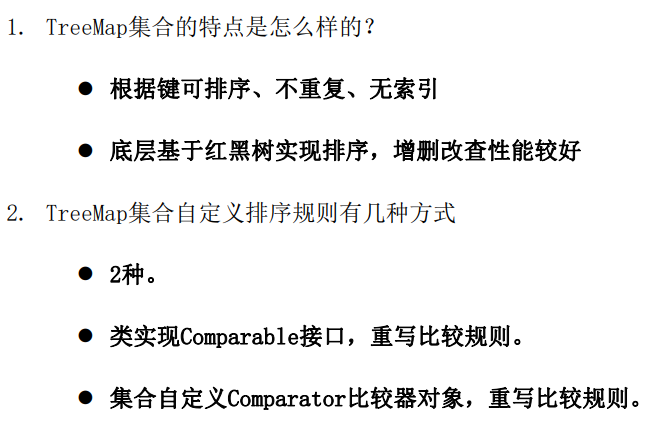 1. TreeMap集合的特点是怎么样的?
● 根据键可排序、不重复、无索引
● 底层基于红黑树实现排序，增删改查性能较好
2. TreeMap集合自定义排序规则有几种方式
● 2种。
● 类实现Comparable接口，重写比较规则。
● 集合自定义Comparator比较器对象，重写比较规则。